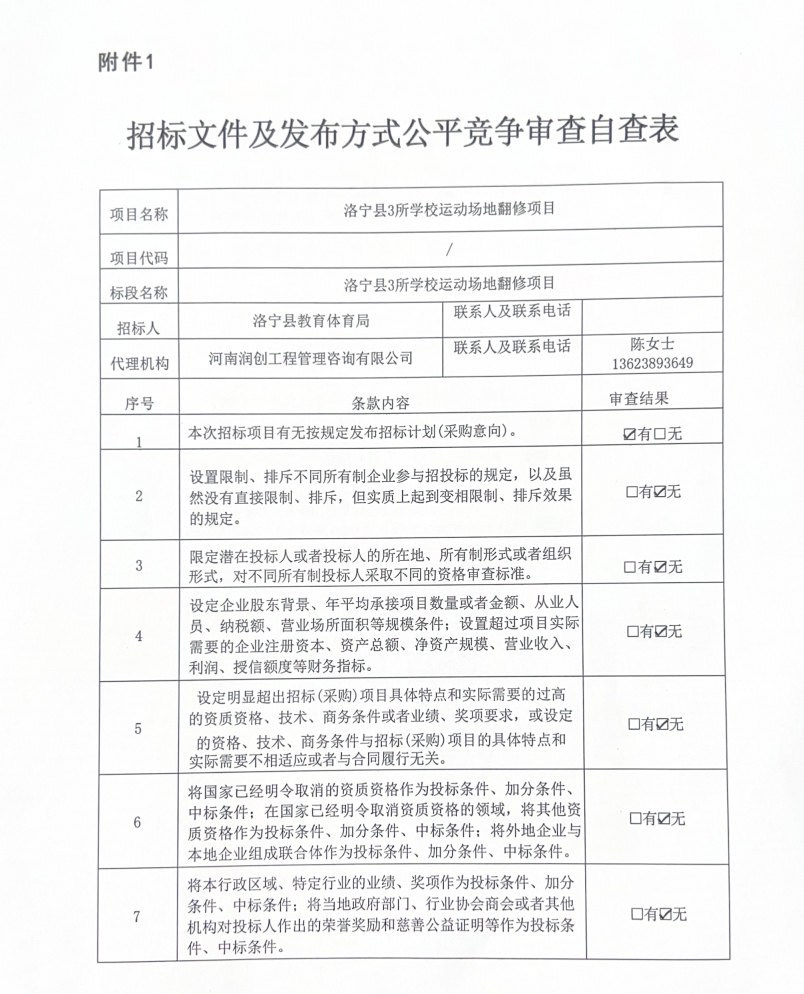 附件1
招标文件及发布方式公平竞争审查自查表
项目名称 洛宁县3所学校运动场地翻修项目
项目代码 /
标段名称 洛宁县3所学校运动场地翻修项目
招标人 洛宁县教育体育局 联系人及联系电话
代理机构 河南润创工程管理咨询有限公司 联系人及联系电话 陈女士
13623893649
序号 条款内容 审查结果
1 本次招标项目有无按规定发布招标计划(采购意向)。 ☑有☐无
设置限制、排斥不同所有制企业参与招投标的规定，以及虽
2 然没有直接限制、排斥，但实质上起到变相限制、排斥效果 ☐有☑无
的规定。
3 限定潜在投标人或者投标人的所在地、所有制形式或者组织 ☐有☑无
形式，对不同所有制投标人采取不同的资格审查标准。
设定企业股东背景、年平均承接项目数量或者金额、从业人
4 员、纳税额、营业场所面积等规模条件；设置超过项目实际 ☐有☑无
需要的企业注册资本、资产总额、净资产规模、营业收入、
利润、授信额度等财务指标。
设定明显超出招标(采购)项目具体特点和实际需要的过高
5 的资质资格、技术、商务条件或者业绩、奖项要求，或设定 ☐有☑无
的资格、技术、商务条件与招标(采购)项目的具体特点和
实际需要不相适应或者与合同履行无关。
将国家已经明令取消的资质资格作为投标条件、加分条件、
6 中标条件；在国家已经明令取消资质资格的领域，将其他资 ☐有☑无
质资格作为投标条件、加分条件、中标条件；将外地企业与
本地企业组成联合体作为投标条件、加分条件、中标条件。
将本行政区域、特定行业的业绩、奖项作为投标条件、加分
7 条件、中标条件；将当地政府部门、行业协会商会或者其他 ☐有☑无
机构对投标人作出的荣誉奖励和慈善公益证明等作为投标条
件、中标条件。